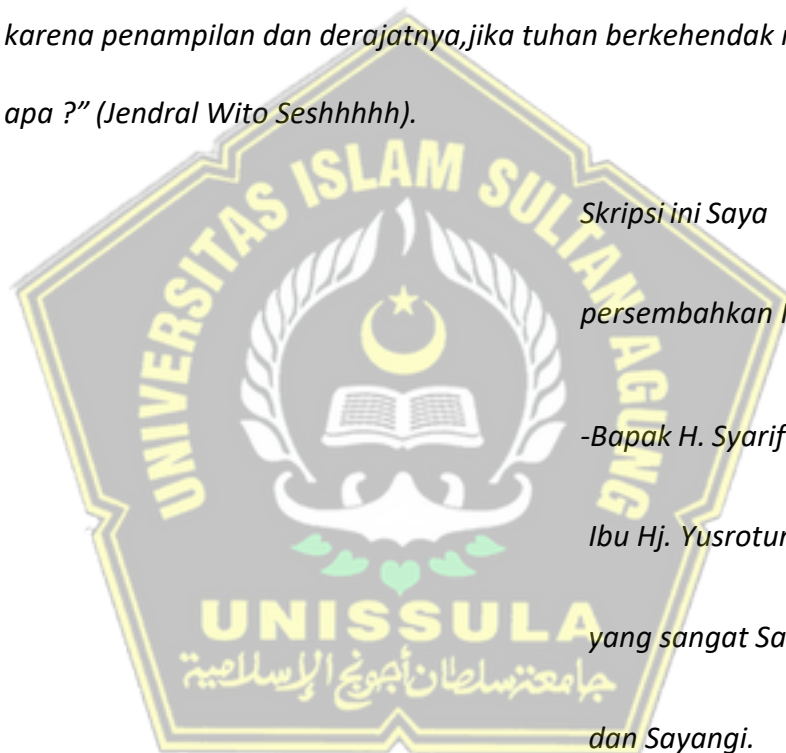 karena penampilan dan derajatnya,jika tuhan berkehendak
apa ?” (Jendral Wito Seshhhhh).
UNIVERSITAS ISLAM SULTAN AGUNG
Skripsi ini Saya
persembahkan
-Bapak H. Syarif
Ibu Hj. Yusrotun
yang sangat
dan Sayangi.
UNISSULA
جامعة سلطان أجونج الإسلامية